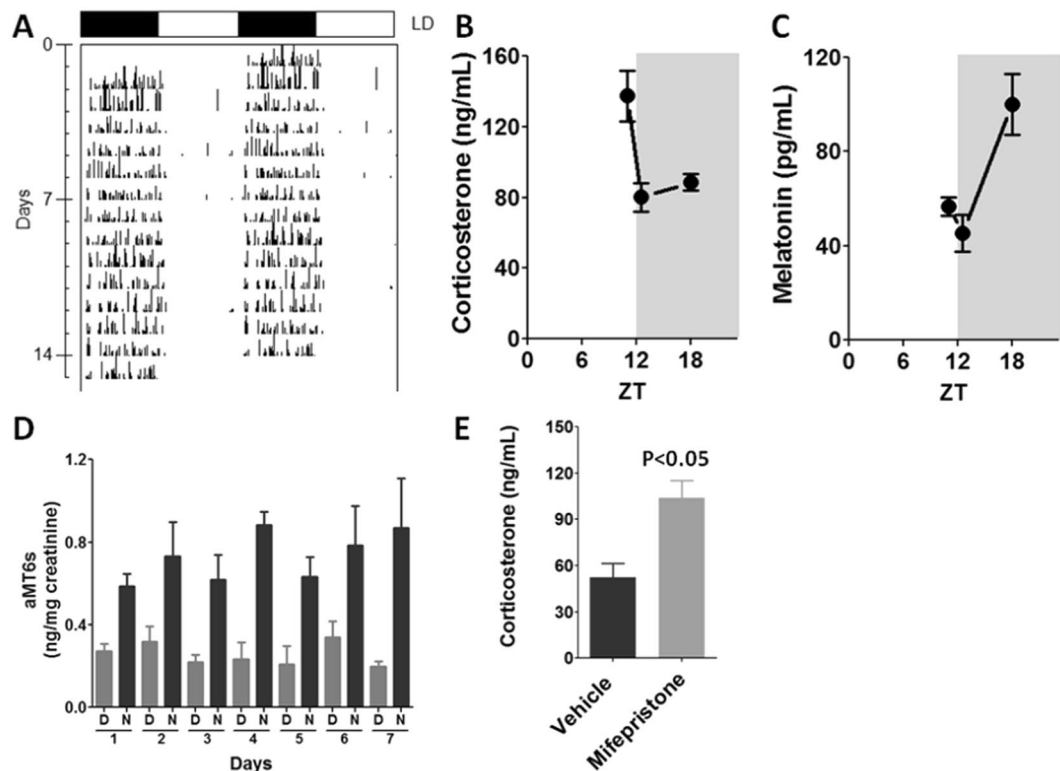 A
LD
0
7
14
Days
B
Corticosterone (ng/mL)
160
120
80
40
0
0 6 12 18
ZT
C
Melatonin (pg/mL)
120
80
40
0
0 6 12 18
ZT
D
aMT6s
(ng/mg creatinine)
1.2
0.8
0.4
0.0
D N D N D N D N D N D N D N
1 2 3 4 5 6 7
Days
E
Corticosterone (ng/mL)
150
120
90
60
30
0
P<0.05
Vehicle
Mifepristone